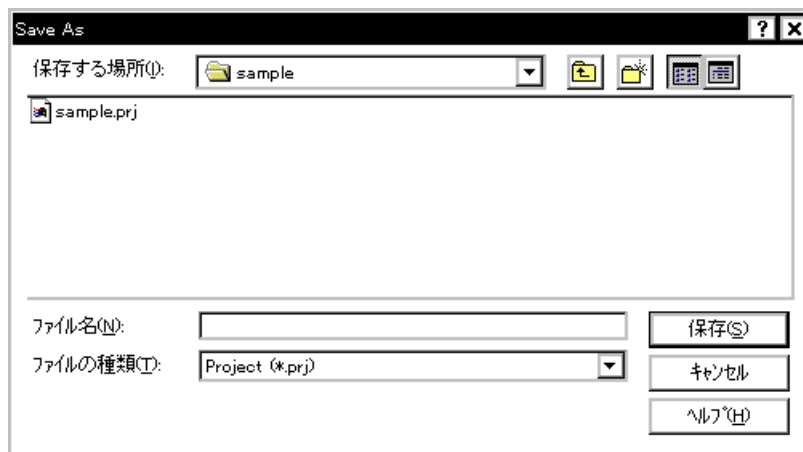 Save As
保存する場所(I):
sample
sample.prj
ファイル名(N):
保存(S)
ファイルの種類(T):
Project (*.prj)
キャンセル
ヘルプ(H)